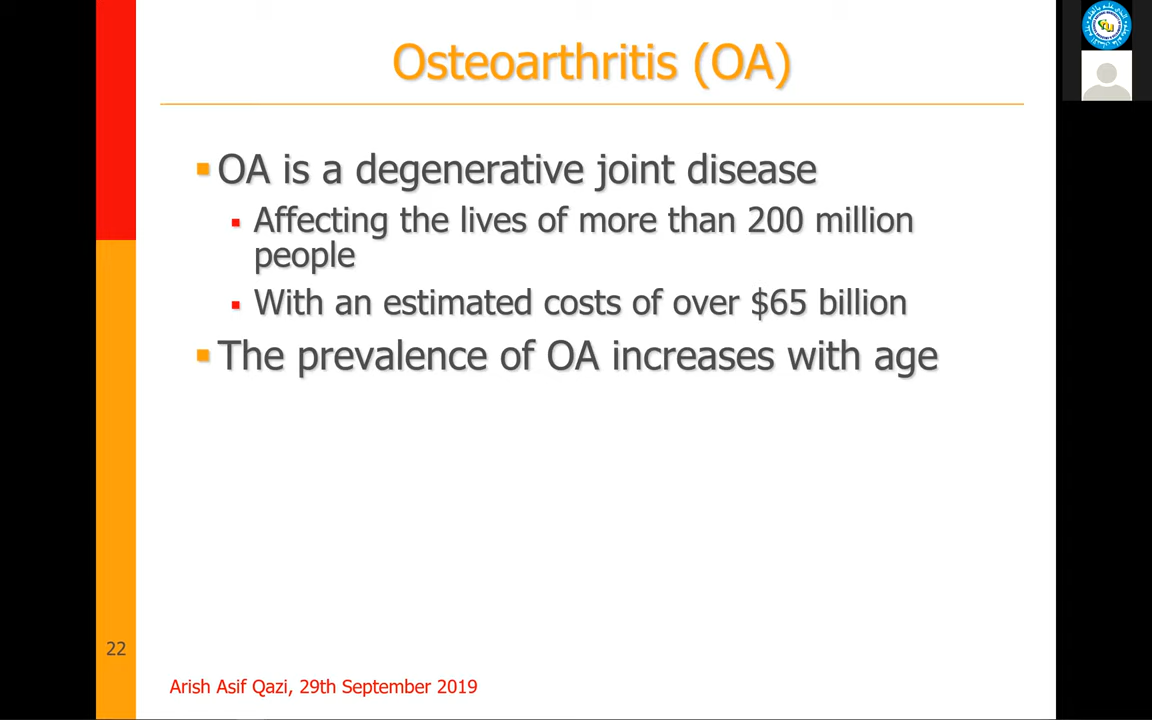 Osteoarthritis (OA)
OA is a degenerative joint disease
Affecting the lives of more than 200 million
people
With an estimated costs of over $65 billion
The prevalence of OA increases with age
22
Arish Asif Qazi, 29th September 2019